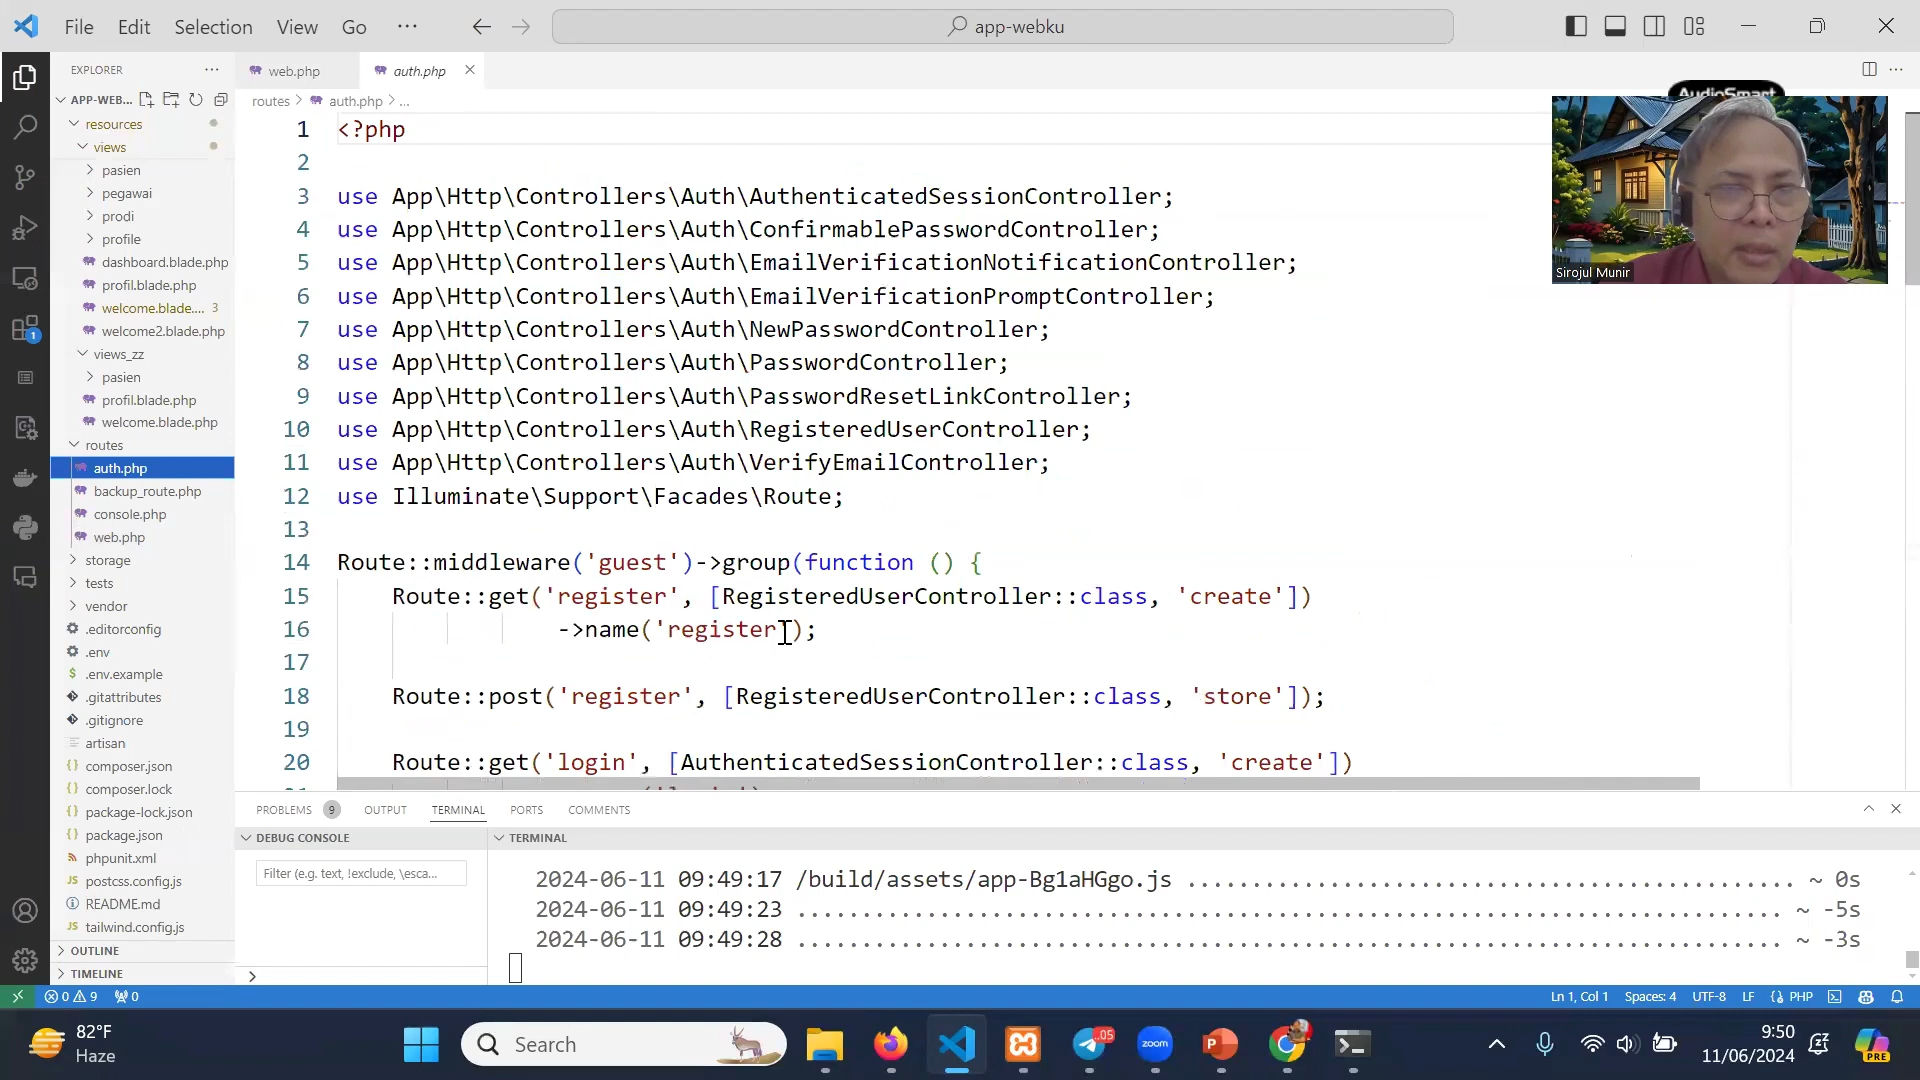 File Edit Selection View Go ··· app-webku
EXPLORER ···
web.php
auth.php
routes > auth.php > ...
APP-WEB...
resources
views
pasien
pegawai
prodi
profile
dashboard.blade.php
profil.blade.php
welcome.blade.... 3
welcome2.blade.php
views_zz
pasien
profil.blade.php
welcome.blade.php
routes
auth.php
backup_route.php
console.php
web.php
storage
tests
vendor
.editorconfig
.env
.env.example
.gitattributes
.gitignore
artisan
composer.json
composer.lock
package-lock.json
package.json
phpunit.xml
postcss.config.js
README.md
tailwind.config.js
OUTLINE
TIMELINE
1 <?php
2
3 use App\Http\Controllers\Auth\AuthenticatedSessionController;
4 use App\Http\Controllers\Auth\ConfirmablePasswordController;
5 use App\Http\Controllers\Auth\EmailVerificationNotificationController;
6 use App\Http\Controllers\Auth\EmailVerificationPromptController;
7 use App\Http\Controllers\Auth\NewPasswordController;
8 use App\Http\Controllers\Auth\PasswordController;
9 use App\Http\Controllers\Auth\PasswordResetLinkController;
10 use App\Http\Controllers\Auth\RegisteredUserController;
11 use App\Http\Controllers\Auth\VerifyEmailController;
12 use Illuminate\Support\Facades\Route;
13
14 Route::middleware('guest')->group(function () {
15 Route::get('register', [RegisteredUserController::class, 'create'])
16 ->name('register');
17
18 Route::post('register', [RegisteredUserController::class, 'store']);
19
20 Route::get('login', [AuthenticatedSessionController::class, 'create'])
AudioSmart
Sirojul Munir
PROBLEMS 9 OUTPUT TERMINAL PORTS COMMENTS
DEBUG CONSOLE
Filter (e.g. text, !exclude, \esca...
TERMINAL
2024-06-11 09:49:17 /build/assets/app-Bg1aHGgo.js ............................................ ~ 0s
2024-06-11 09:49:23 ........................................................................ ~ -5s
2024-06-11 09:49:28 ........................................................................ ~ -3s
0 9 0
Ln 1, Col 1 Spaces: 4 UTF-8 LF PHP
82°F
Haze
Search
05
zoom
9:50
11/06/2024
PRE